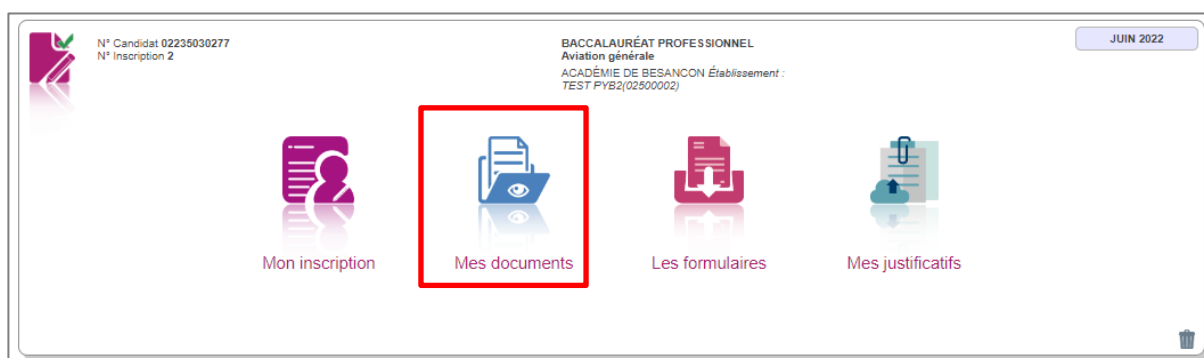 N° Candidat 02235030277
N° Inscription 2
BACCALAURÉAT PROFESSIONNEL
Aviation générale
ACADÉMIE DE BESANCON Établissement :
TEST PYB2(02500002)
JUIN 2022
Mon inscription
Mes documents
Les formulaires
Mes justificatifs